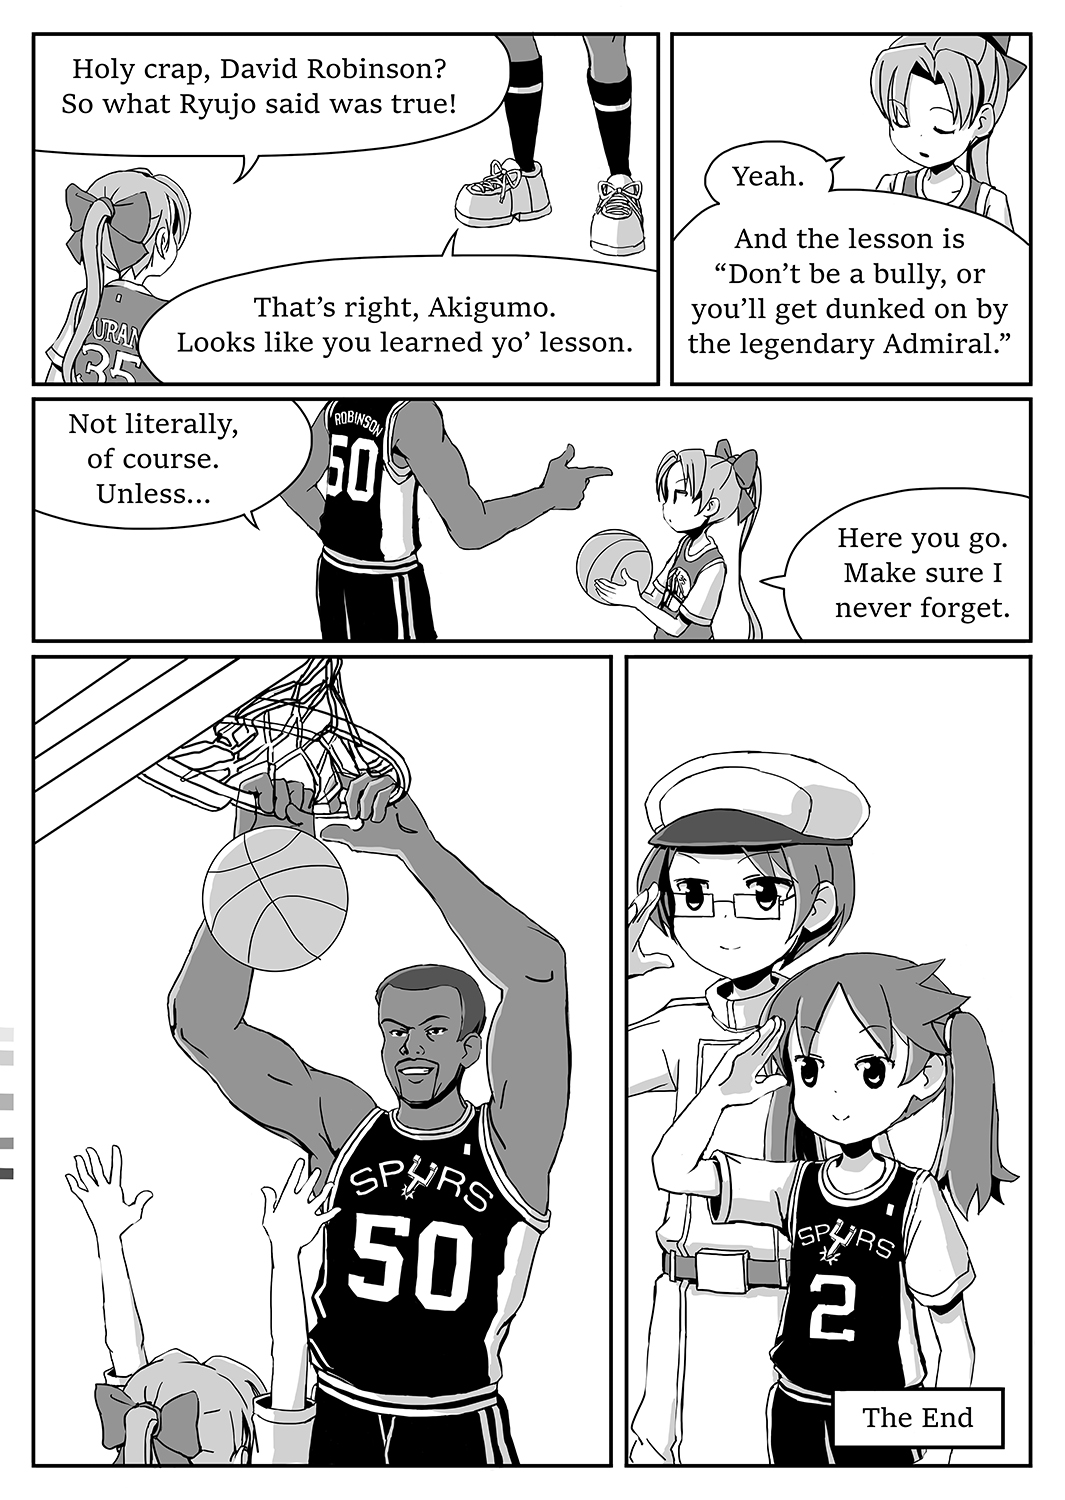 Holy crap, David Robinson?
So what Ryujo said was true!
That’s right, Akigumo.
Looks like you learned yo’ lesson.
URAN
35
Yeah.
And the lesson is
“Don’t be a bully, or
you’ll get dunked on by
the legendary Admiral.”
Not literally,
of course.
Unless...
ROBINSON
50
Here you go.
Make sure I
never forget.
SPURS
50
SPURS
2
The End